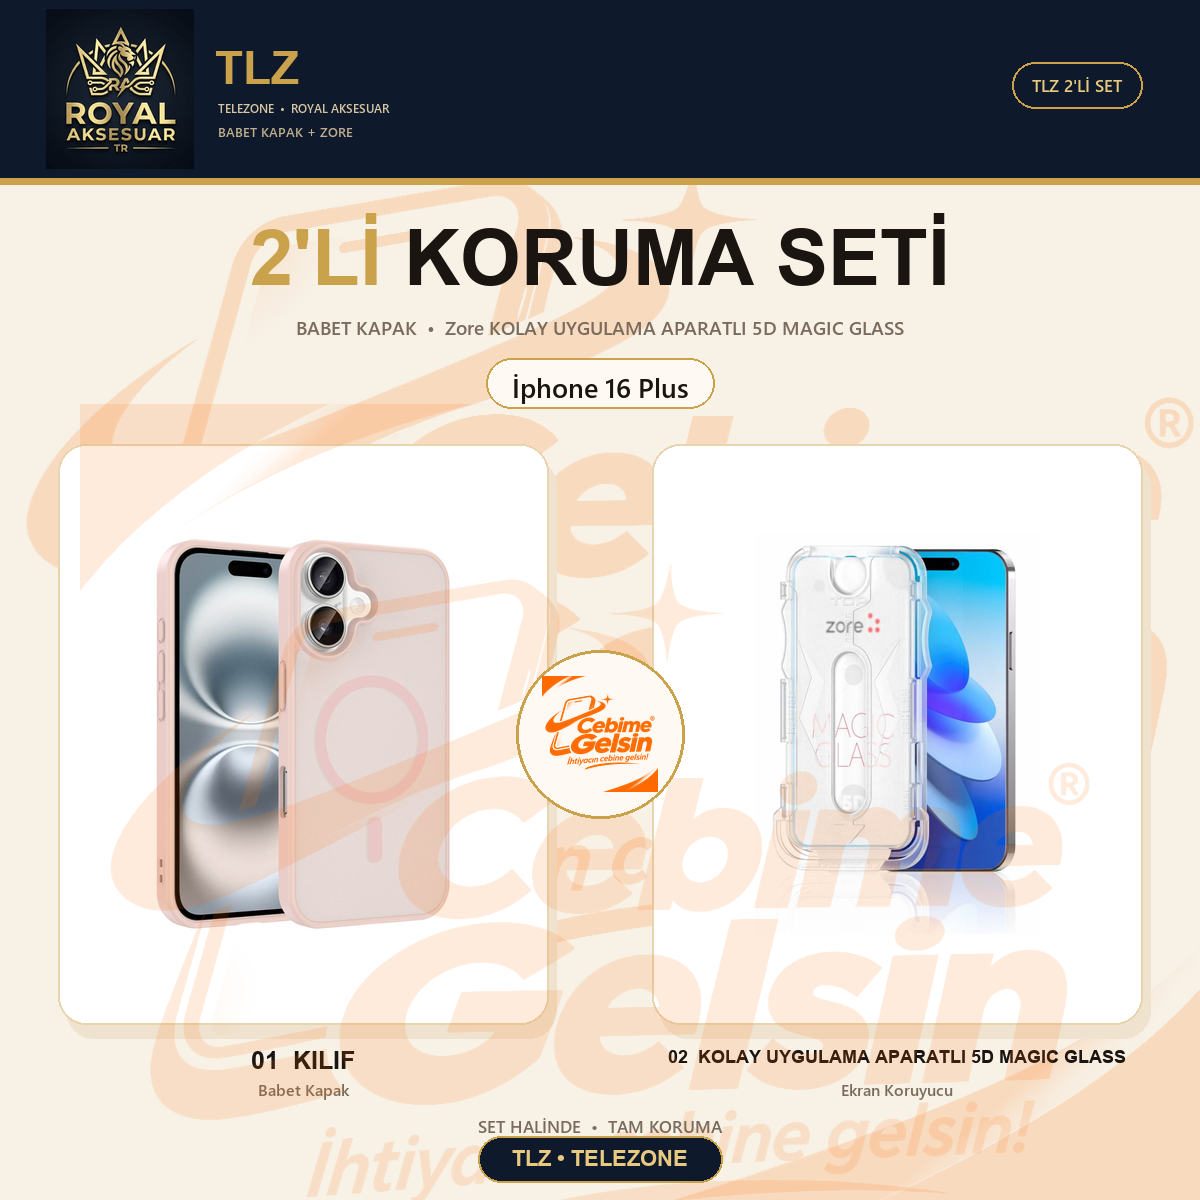 ROYAL
AKSESUAR
TR
TLZ
TELEZONE • ROYAL AKSESUAR
BABET KAPAK + ZORE
TLZ 2'Lİ SET
2'Lİ KORUMA SETİ
BABET KAPAK • Zore KOLAY UYGULAMA APARATLI 5D MAGIC GLASS
İphone 16 Plus
zore
MAGIC
GLASS
5D
Cebime
Gelsin
İhtiyacın cebine gelsin!
Cebime
Gelsin
®
®
01 KILIF
Babet Kapak
02 KOLAY UYGULAMA APARATLI 5D MAGIC GLASS
Ekran Koruyucu
SET HALİNDE • TAM KORUMA
TLZ • TELEZONE